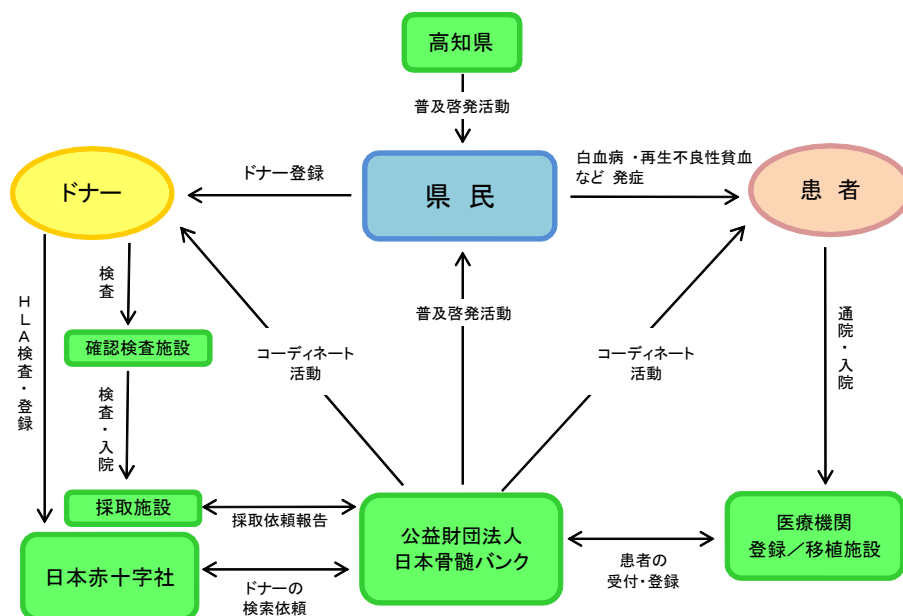 高知県
普及啓発活動
白血病・再生不良性貧血
など 発症
ドナー登録
ドナー
県 民
患 者
検査
HLA検査・登録
普及啓発活動
通院・入院
確認検査施設
コーディネート
活動
コーディネート
活動
検査・入院
採取施設
採取依頼報告
公益財団法人
日本骨髄バンク
医療機関
登録／移植施設
日本赤十字社
ドナーの
検索依頼
患者の
受付・登録